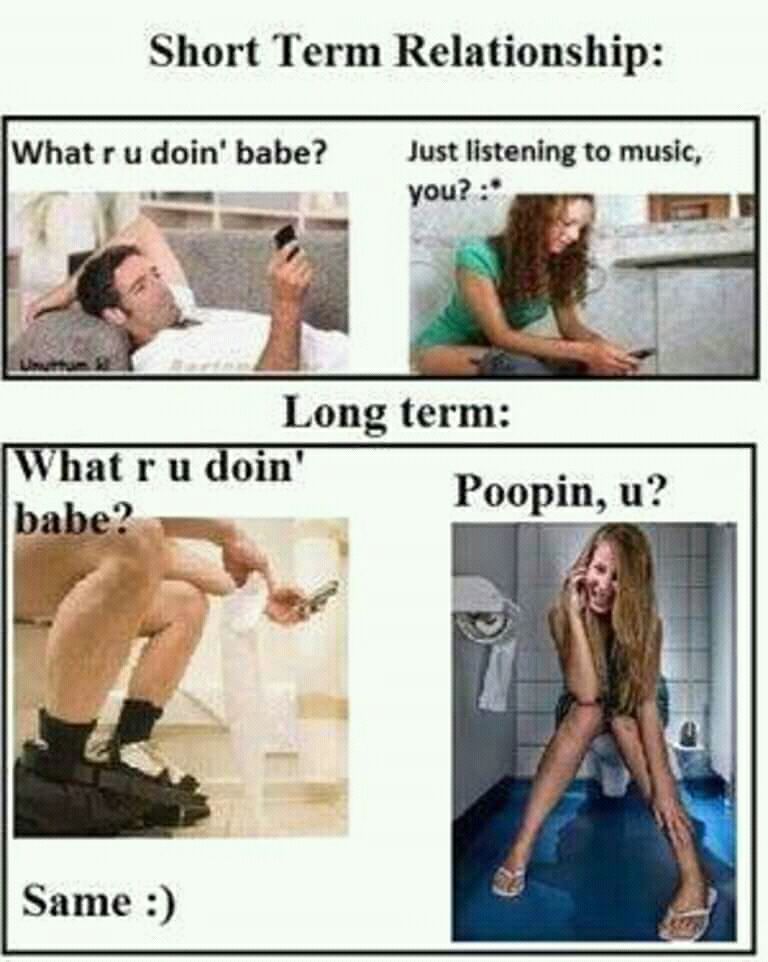 Short Term Relationship:
What r u doin' babe?
Just listening to music,
you? :*
Long term:
What r u doin'
babe?
Poopin, u?
Same :)